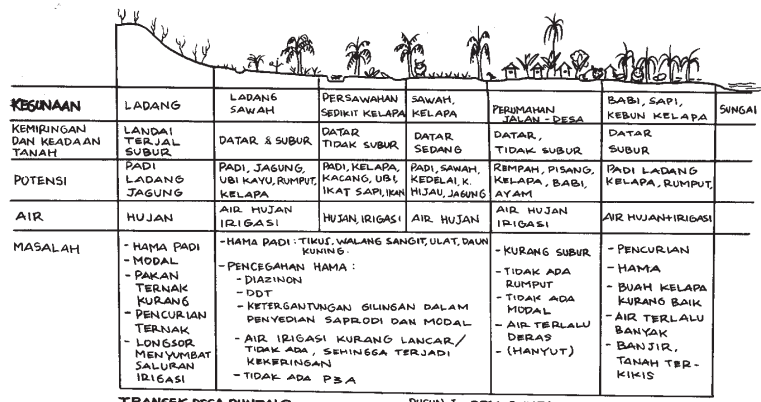 KEGUNAAN
LADANG
LADANG
SAWAH
PERSAWAHAN
SEDIKIT KELAPA
SAWAH,
KELAPA
PERUMAHAN
JALAN-DESA
BABI, SAPI,
KEBUN KELAPA
SUNGAI
KEMIRINGAN
DAN KEADAAN
TANAH
LANDAI
TERJAL
SUBUR
DATAR & SUBUR
DATAR
TIDAK SUBUR
DATAR
SEDANG
DATAR,
TIDAK SUBUR
DATAR
SUBUR
POTENSI
PADI
LADANG
JAGUNG
PADI, JAGUNG,
UBI KAYU, RUMPUT,
KELAPA
PADI, KELAPA,
KACANG, UBI,
IKAT SAPI, IKAN
PADI, SAWAH,
KEDELAI, K.
HIJAU, JAGUNG
REMPAH, PISANG,
KELAPA, BABI,
AYAM
PADI LADANG
KELAPA, RUMPUT,
AIR
HUJAN
AIR HUJAN
IRIGASI
HUJAN, IRIGASI
AIR HUJAN
AIR HUJAN
IRIGASI
AIR HUJAN+IRIGASI
MASALAH
- HAMA PADI
- MODAL
- PAKAN
TERNAK
KURANG
- PENCURIAN
TERNAK
- LONGSOR
MENYUMBAT
SALURAN
IRIGASI
- HAMA PADI : TIKUS, WALANG SANGIT, ULAT, DAUN
KUNING.
- PENCEGAHAN HAMA :
- DIAZINON
- DDT
- KETERGANTUNGAN GILINGAN DALAM
PENYEDIAN SAPRODI DAN MODAL
- AIR IRIGASI KURANG LANCAR/
TIDAK ADA, SEHINGGA TERJADI
KEKERINGAN
- TIDAK ADA P3A
- KURANG SUBUR
- TIDAK ADA
RUMPUT
- TIDAK ADA
MODAL
- AIR TERLALU
DERAS
- (HANYUT)
- PENCURIAN
- HAMA
- BUAH KELAPA
KURANG BAIK
- AIR TERLALU
BANYAK
- BANJIR,
TANAH TER-
KIKIS
TRANSEK DESA